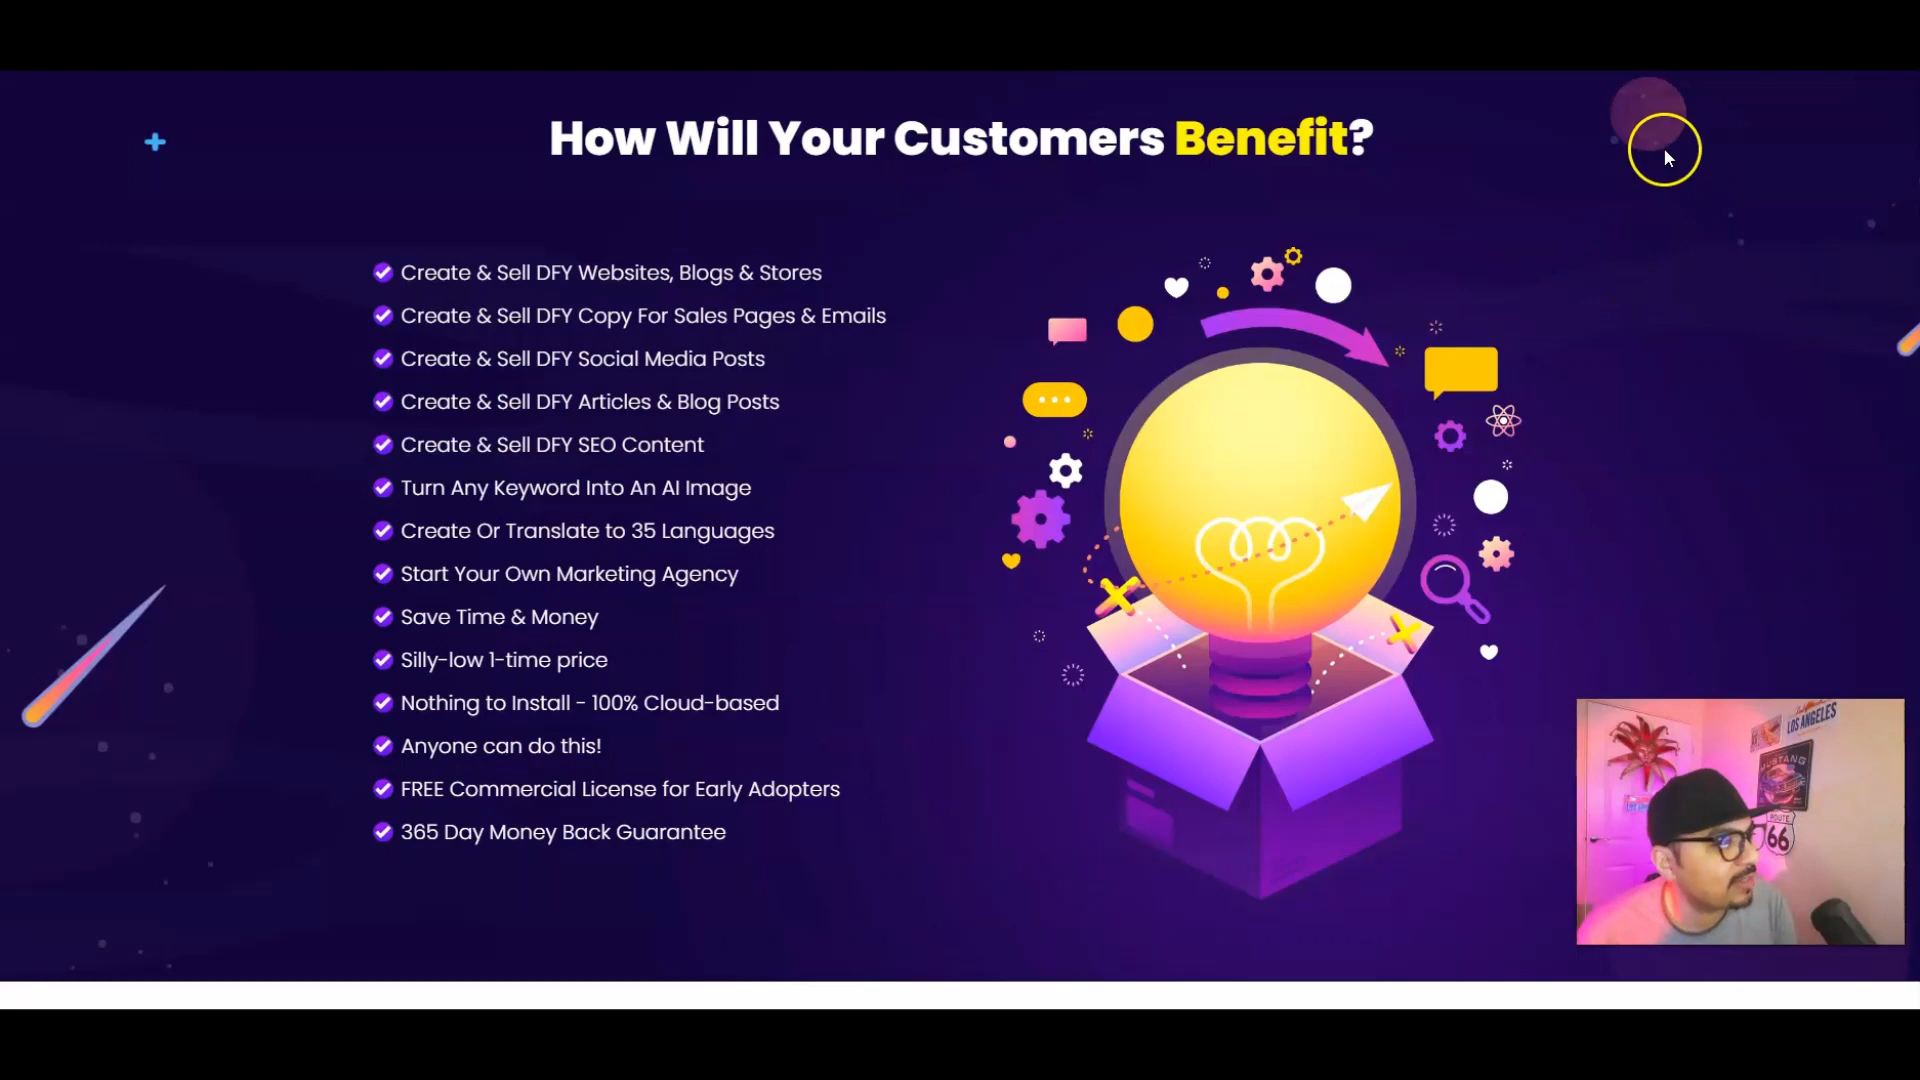 How Will Your Customers Benefit?
Create & Sell DFY Websites, Blogs & Stores
Create & Sell DFY Copy For Sales Pages & Emails
Create & Sell DFY Social Media Posts
Create & Sell DFY Articles & Blog Posts
Create & Sell DFY SEO Content
Turn Any Keyword Into An AI Image
Create Or Translate to 35 Languages
Start Your Own Marketing Agency
Save Time & Money
Silly-low 1-time price
Nothing to Install - 100% Cloud-based
Anyone can do this!
FREE Commercial License for Early Adopters
365 Day Money Back Guarantee
LOS ANGELES
MUSTANG
ROUTE
66